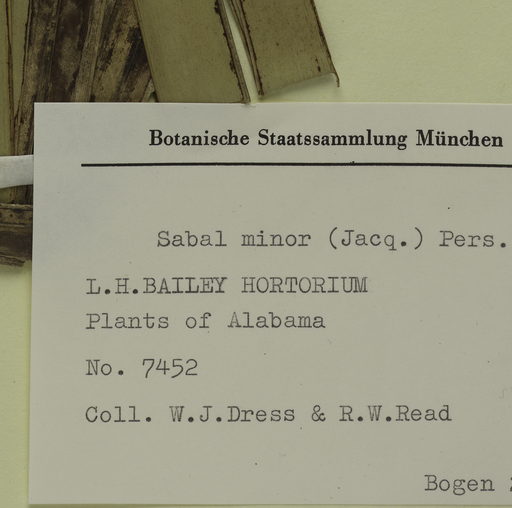 Botanische Staatssammlung München
Sabal minor (Jacq.) Pers.
L.H.BAILEY HORTORIUM
Plants of Alabama
No. 7452
Coll. W.J.Dress & R.W.Read
Bogen